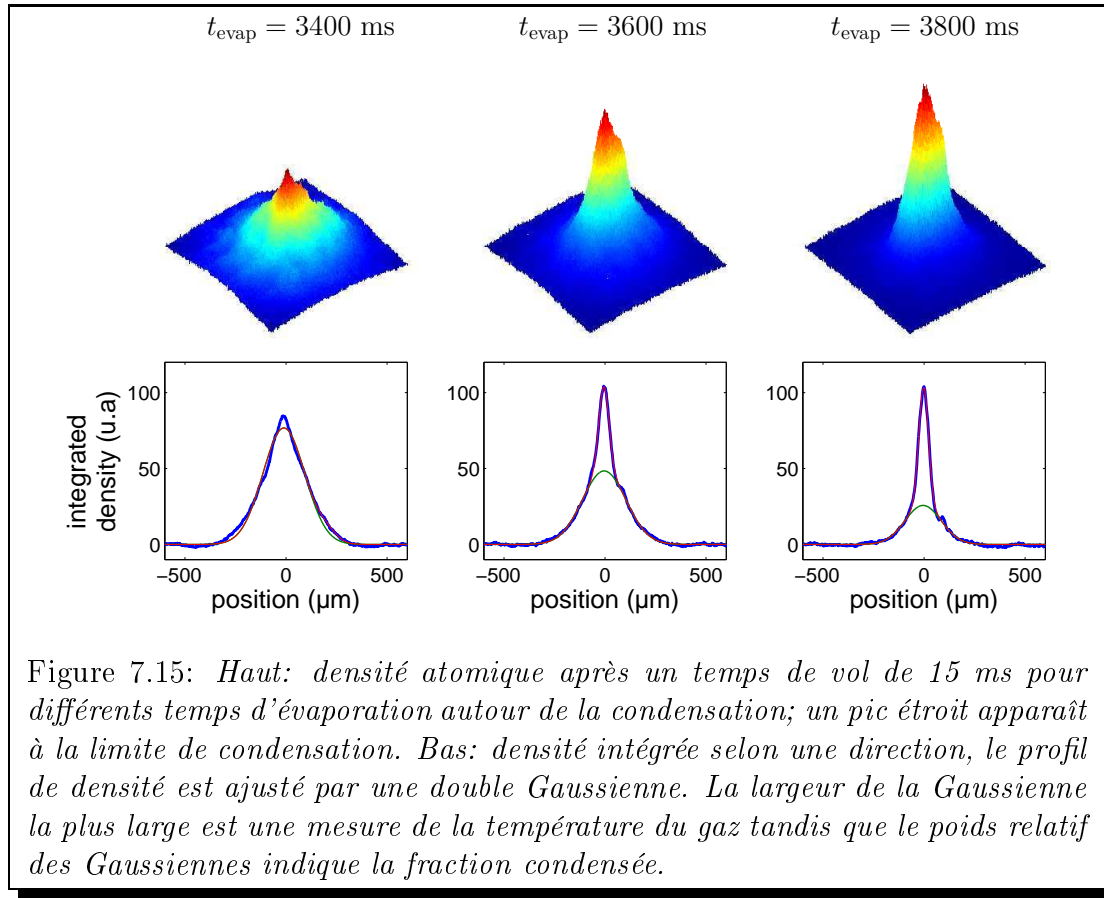 t_evap = 3400 ms
t_evap = 3600 ms
t_evap = 3800 ms
integrated
density (u.a)
100
50
0
100
50
0
100
50
0
−500 0 500
−500 0 500
−500 0 500
position (µm)
position (µm)
position (µm)
Figure 7.15: Haut: densité atomique après un temps de vol de 15 ms pour
différents temps d'évaporation autour de la condensation; un pic étroit apparaît
à la limite de condensation. Bas: densité intégrée selon une direction, le profil
de densité est ajusté par une double Gaussienne. La largeur de la Gaussienne
la plus large est une mesure de la température du gaz tandis que le poids relatif
des Gaussiennes indique la fraction condensée.